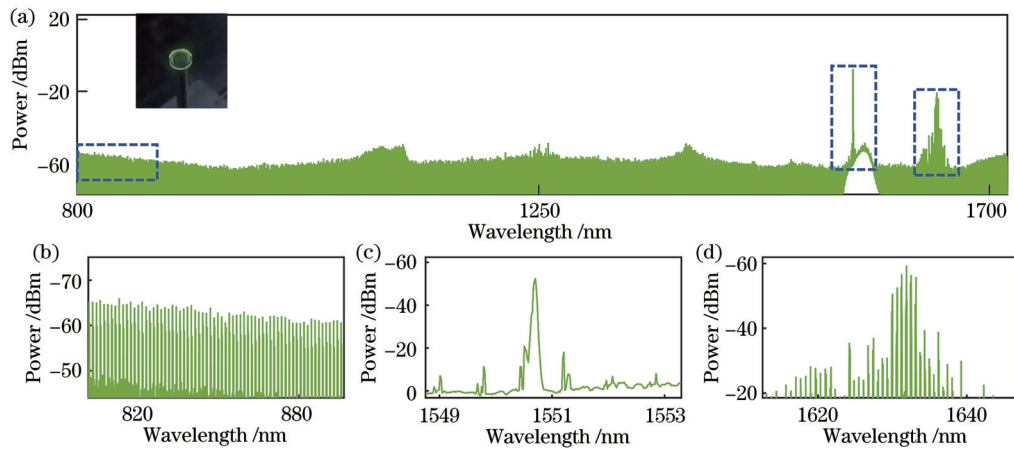 (a)
20
−20
−60
Power /dBm
800
1250
1700
Wavelength /nm
(b)
−70
−60
−50
Power /dBm
820
880
Wavelength /nm
(c)
−60
−40
−20
0
Power /dBm
1549
1551
1553
Wavelength /nm
(d)
−60
−40
−20
Power /dBm
1620
1640
Wavelength /nm